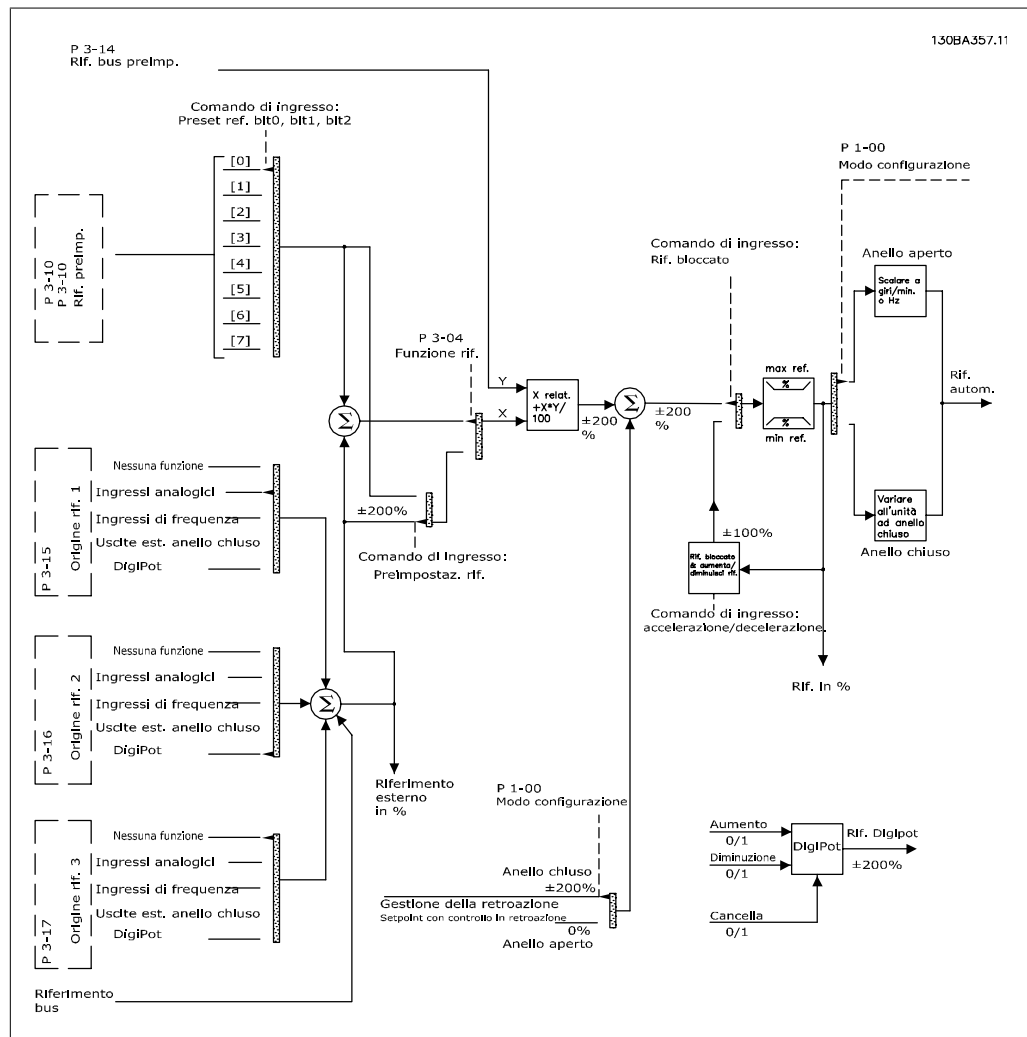 130BA357.11
P 3-14
Rif. bus preimp.
Comando di ingresso:
Preset ref. bit0, bit1, bit2
[0]
[1]
[2]
[3]
[4]
[5]
[6]
[7]
P 3-10
P 3-10
Rif. preimp.
P 1-00
Modo configurazione
Comando di ingresso:
Rif. bloccato
Anello aperto
Scalare a
giri/min.
o Hz
P 3-04
Funzione rif.
Y
X
X relat.
+X*Y/
100
±200
%
Σ
±200
%
max ref.
%
%
min ref.
Rif.
autom.
Σ
Variare
all'unità
ad anello
chiuso
Anello chiuso
±200%
Comando di ingresso:
Preimpostaz. rif.
±100%
Rif. bloccato
& aumenta/
diminuisci rif.
Comando di ingresso:
accelerazione/decelerazione.
Rif. in %
P 3-15
Origine rif. 1
Nessuna funzione
Ingressi analogici
Ingressi di frequenza
Uscite est. anello chiuso
DigiPot
P 3-16
Origine rif. 2
Nessuna funzione
Ingressi analogici
Ingressi di frequenza
Uscite est. anello chiuso
DigiPot
Σ
P 3-17
Origine rif. 3
Nessuna funzione
Ingressi analogici
Ingressi di frequenza
Uscite est. anello chiuso
DigiPot
Riferimento
bus
Riferimento
esterno
in %
P 1-00
Modo configurazione
Anello chiuso
±200%
Gestione della retroazione
Setpoint con controllo in retroazione
0%
Anello aperto
Aumento
0/1
Diminuzione
0/1
Cancella
0/1
DigiPot
Rif. Digipot
±200%